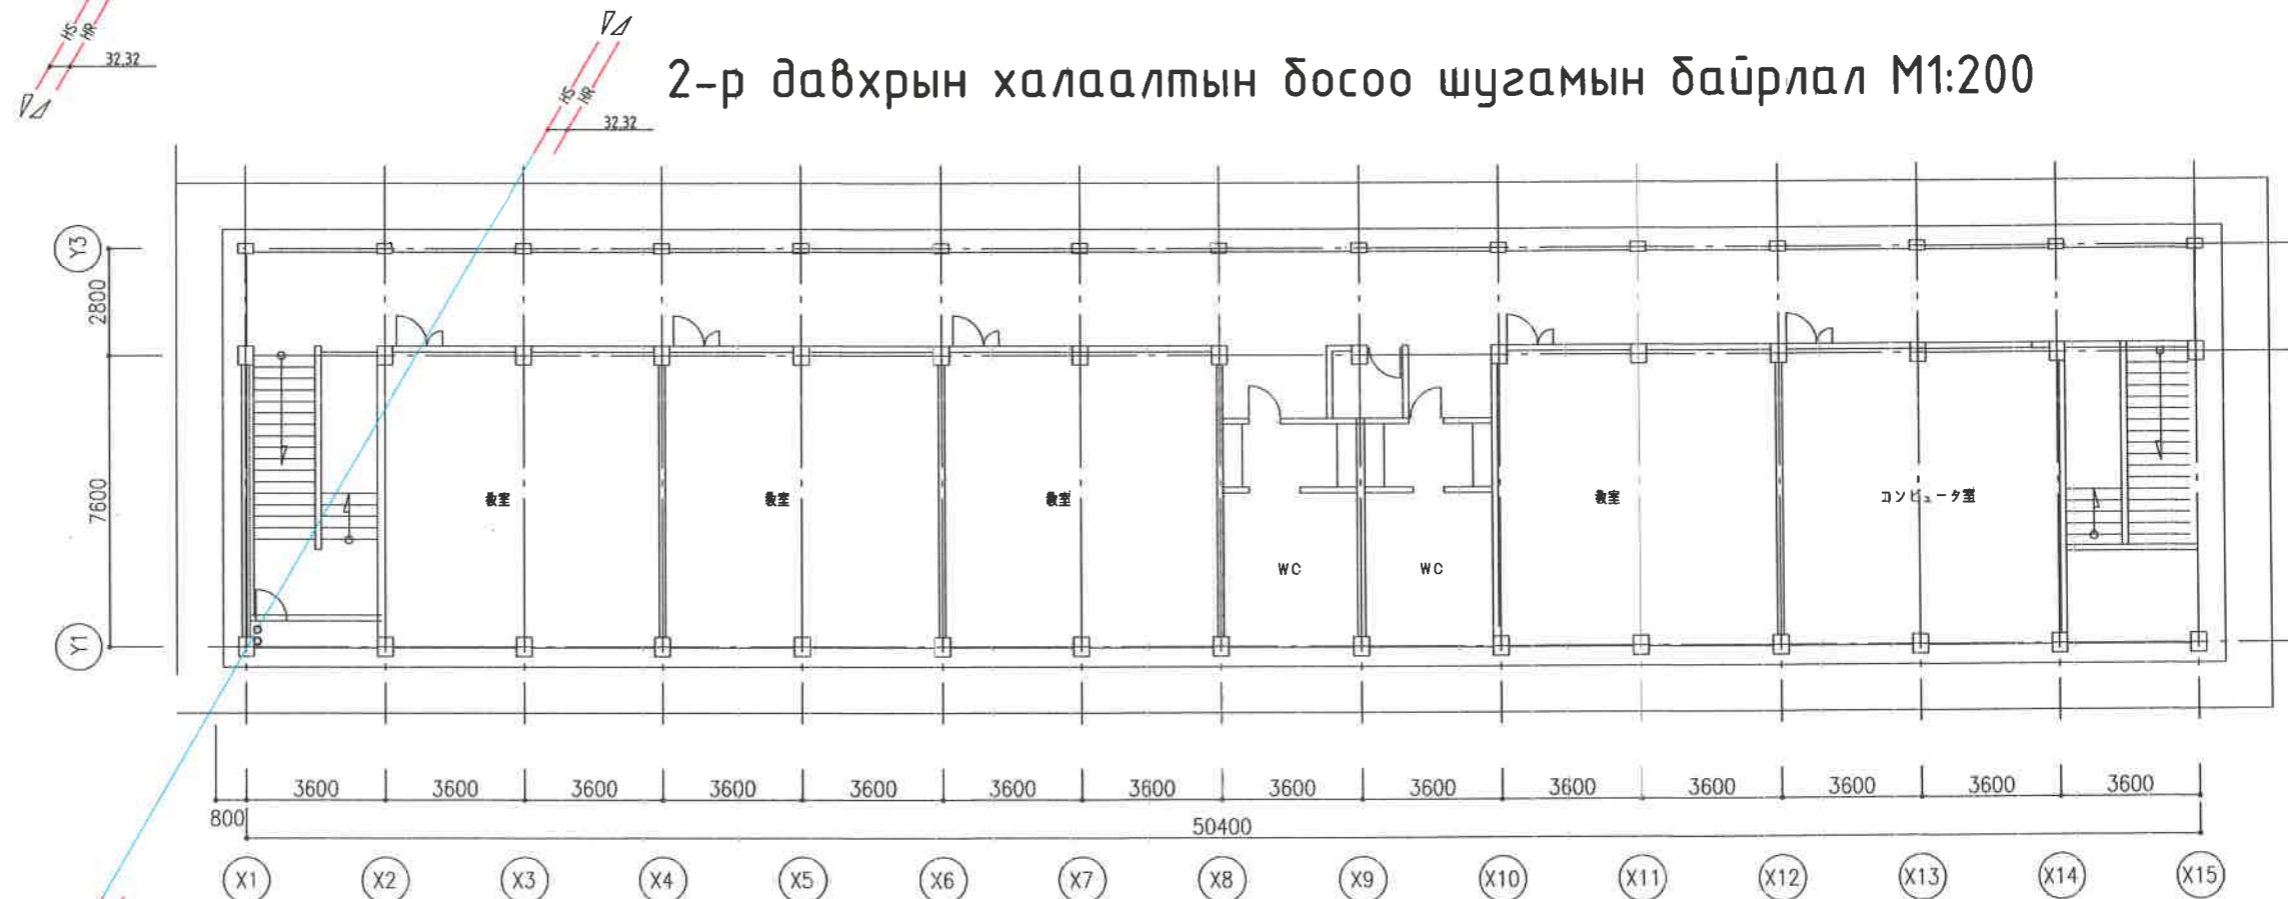 HS
HR
32.32
HS
HR
32.32
2-р давхрын халаалтын босоо шугамын байрлал М1:200
Y3
2800
7600
Y1
教室
教室
教室
WC
WC
教室
コンピュータ室
3600 3600 3600 3600 3600 3600 3600 3600 3600 3600 3600 3600 3600 3600
800
50400
X1 X2 X3 X4 X5 X6 X7 X8 X9 X10 X11 X12 X13 X14 X15